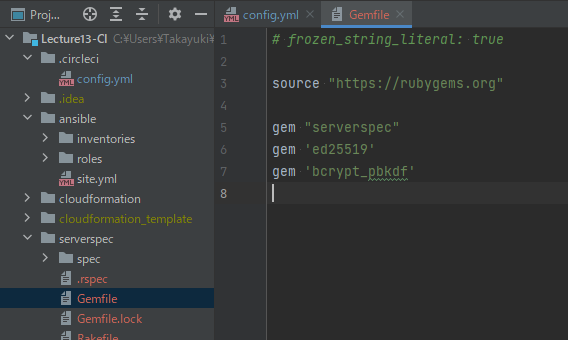 Proj...
config.yml
Gemfile
Lecture13-CI C:¥Users¥Takayuki¥
.circleci
config.yml
.idea
ansible
inventories
roles
site.yml
cloudformation
cloudformation_template
serverspec
spec
.rspec
Gemfile
Gemfile.lock
Rakefile
1 # frozen_string_literal: true
2
3 source "https://rubygems.org"
4
5 gem "serverspec"
6 gem 'ed25519'
7 gem 'bcrypt_pbkdf'
8